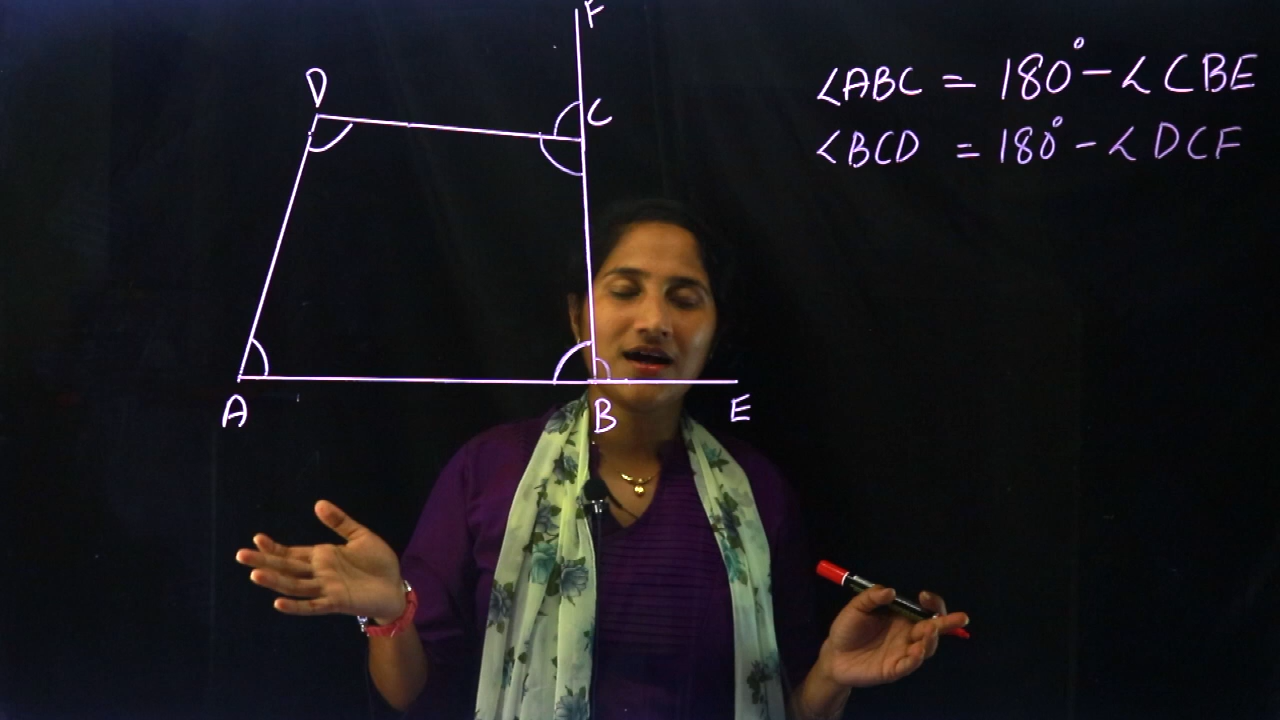 F
D
C
A
B
E
∠ABC = 180° - ∠CBE
∠BCD = 180° - ∠DCF